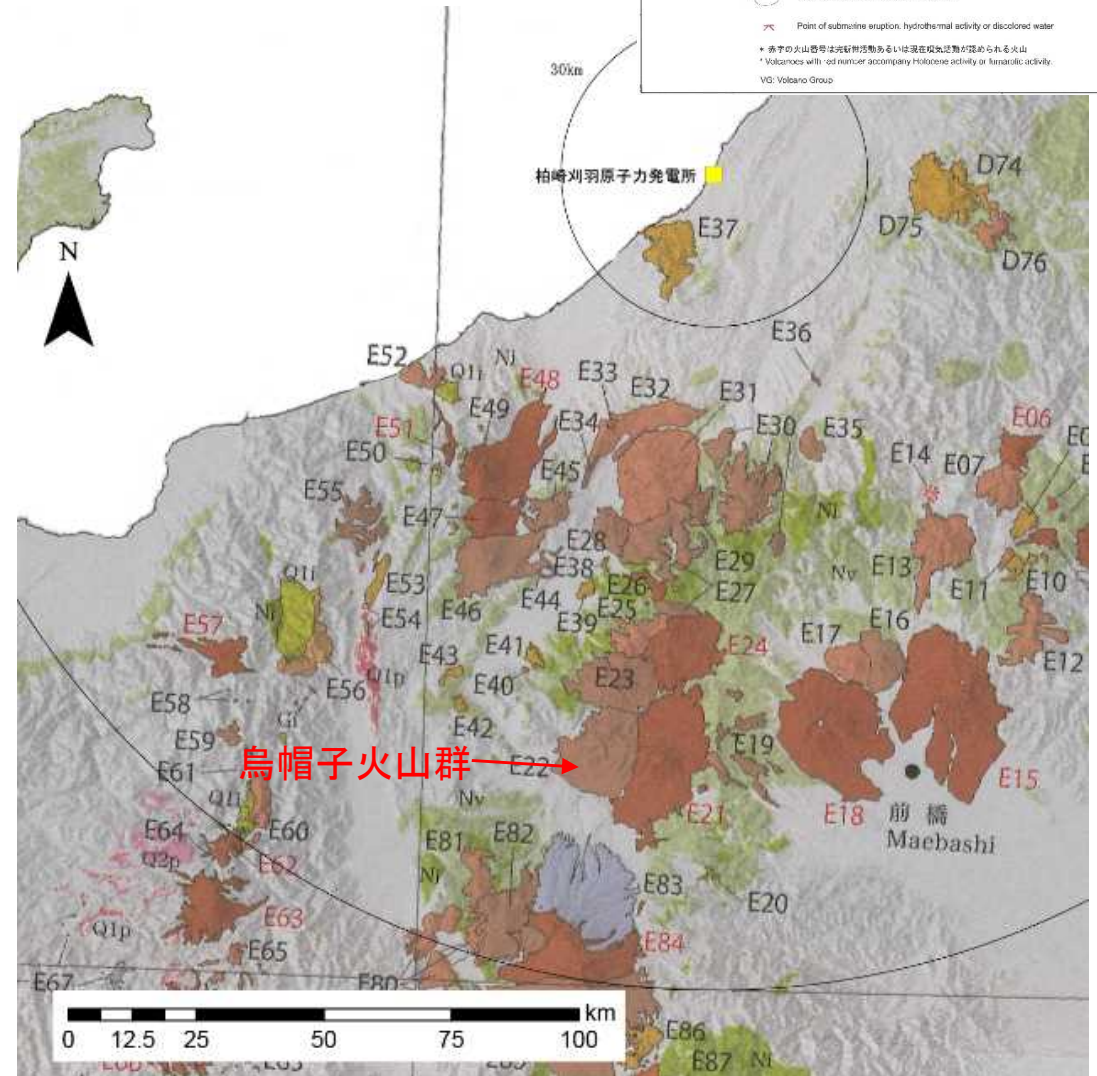 Point of submarine eruption, hydrothermal activity or discolored water
* 赤字の火山番号は完新世活動あるいは現在噴気活動が認められる火山
* Volcanoes with red number accompany Holocene activity or fumarolic activity.
VG: Volcano Group
30km
柏崎刈羽原子力発電所
D74
D75
E37
D76
N
E36
E52
Q1i
Nj
E48
E33
E32
E31
E51
E49
E34
E30
E35
E06
E50
E45
E14
E07
E55
E47
Nj
E28
E29
E53
E38
E26
E27
Nv
E13
E11
E10
Q1i
E46
E44
E25
E54
E39
Nj
E57
E41
E17
E16
E43
E24
E12
E56
Q1p
E40
E23
E58
Gi
E42
E59
E19
烏帽子火山群
E22
E61
Nv
E21
E18
E15
前橋
Maebashi
Q1i
E60
E81
E82
E64
Q2p
E62
Nj
E83
E20
E63
Q1p
E84
E65
E67
E80
km
0 12.5 25 50 75 100
E86
E87
Nj